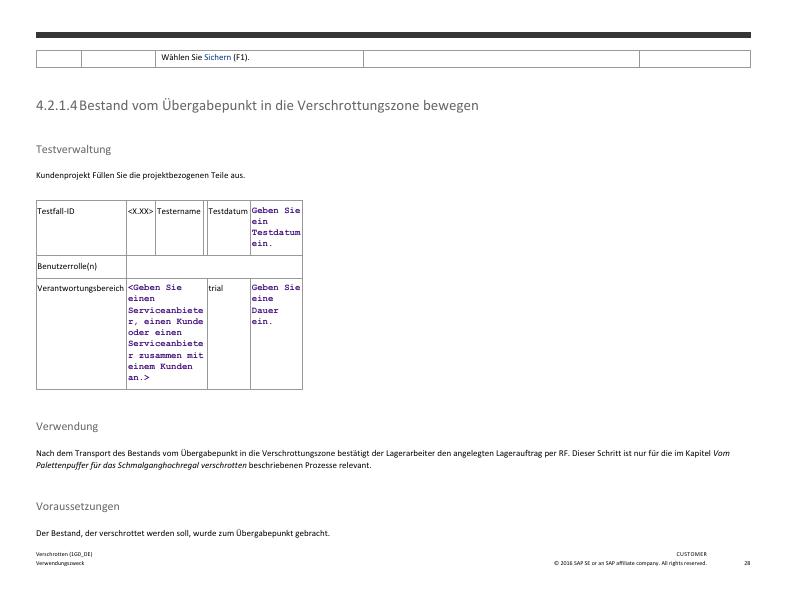 Wählen Sie Sichern (F1).
4.2.1.4 Bestand vom Übergabepunkt in die Verschrottungszone bewegen
Testverwaltung
Kundenprojekt Füllen Sie die projektbezogenen Teile aus.
Testfall-ID <X.XX> Testername Testdatum Geben Sie
ein
Testdatum
ein.
Benutzerrolle(n)
Verantwortungsbereich <Geben Sie trial Geben Sie
einen eine
Serviceanbiete Dauer
r, einen Kunde ein.
oder einen
Serviceanbiete
r zusammen mit
einem Kunden
an.>
Verwendung
Nach dem Transport des Bestands vom Übergabepunkt in die Verschrottungszone bestätigt der Lagerarbeiter den angelegten Lagerauftrag per RF. Dieser Schritt ist nur für die im Kapitel Vom
Palettenpuffer für das Schmalganghochregal verschrotten beschriebenen Prozesse relevant.
Voraussetzungen
Der Bestand, der verschrottet werden soll, wurde zum Übergabepunkt gebracht.
Verschrotten (1G0_DE) CUSTOMER
Verwendungszweck © 2016 SAP SE or an SAP affiliate company. All rights reserved. 28